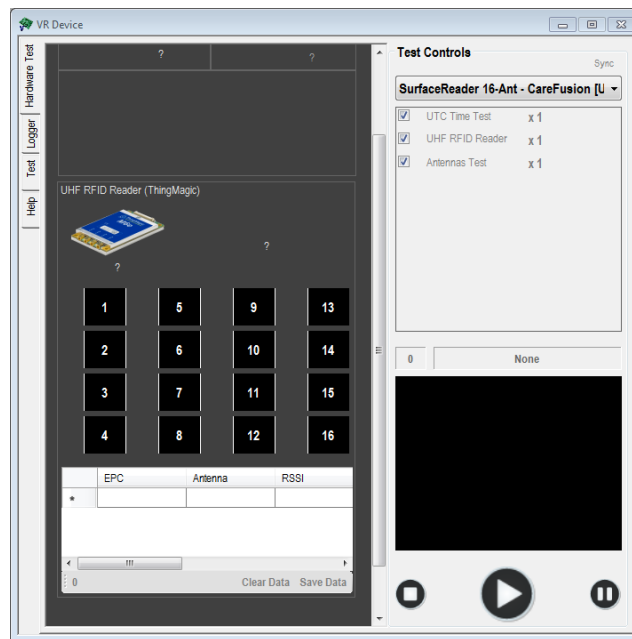 VR Device
Hardware Test
Logger
Test
Help
? ?
UHF RFID Reader (ThingMagic)
?
?
1 5 9 13
2 6 10 14
3 7 11 15
4 8 12 16
EPC Antenna RSSI
*
0 Clear Data Save Data
Test Controls
Sync
SurfaceReader 16-Ant - CareFusion [U
UTC Time Test x 1
UHF RFID Reader x 1
Antennas Test x 1
0 None